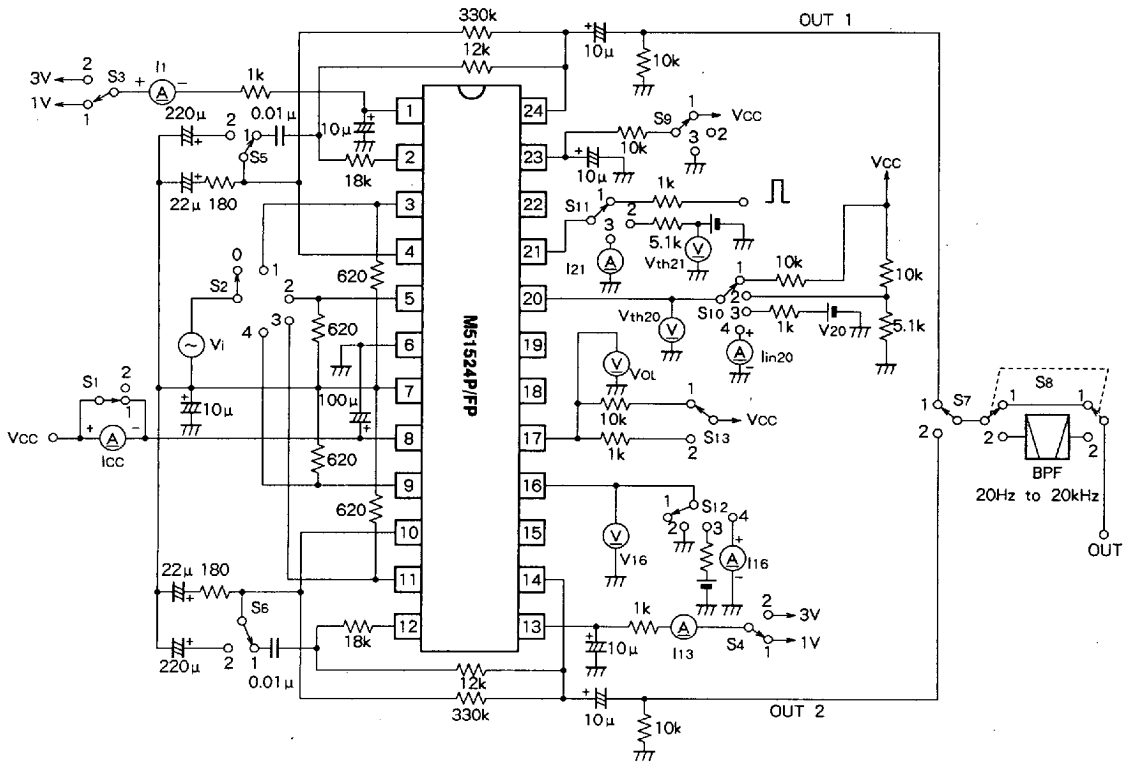 330k
OUT 1
12k
10μ
10k
2
3V
S3
I1
A
1V
1
1k
220μ
0.01μ
2
1
S5
10μ
22μ 180
18k
1
2
3
4
5
6
7
8
9
10
11
12
24
23
22
21
20
19
18
17
16
15
14
13
M51524P/FP
S9
1
VCC
2
3
10k
10μ
S11
1
1k
2
5.1k
3
A
I21
V
Vth21
VCC
10k
10k
5.1k
S10
1
2
3
4
1k
V20
A
Iin20
Vth20
V
V
VOL
10k
1k
1
S13
2
VCC
0
S2
1
2
3
4
620
620
620
620
Vi
10μ
100μ
S1
2
1
VCC
A
ICC
V
V16
1
S12
2
3
4
A
I16
22μ 180
S6
220μ
2
1
0.01μ
18k
12k
330k
10μ
1k
A
I13
S4
2
3V
1
1V
10μ
10k
OUT 2
1
S7
2
S8
1
1
2
2
BPF
20Hz to 20kHz
OUT